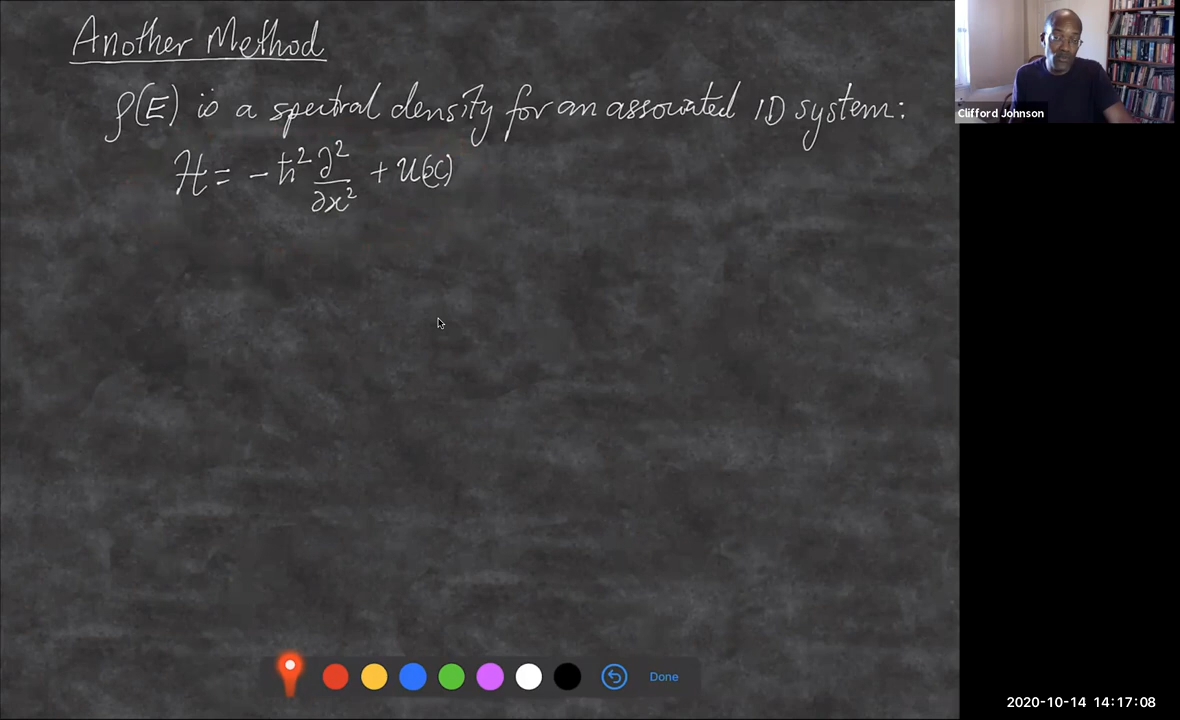 Another Method
ρ(E) is a spectral density for an associated 1D system:
H = -ħ² ∂²/∂x² + u(x)
Clifford Johnson
Done
2020-10-14 14:17:08